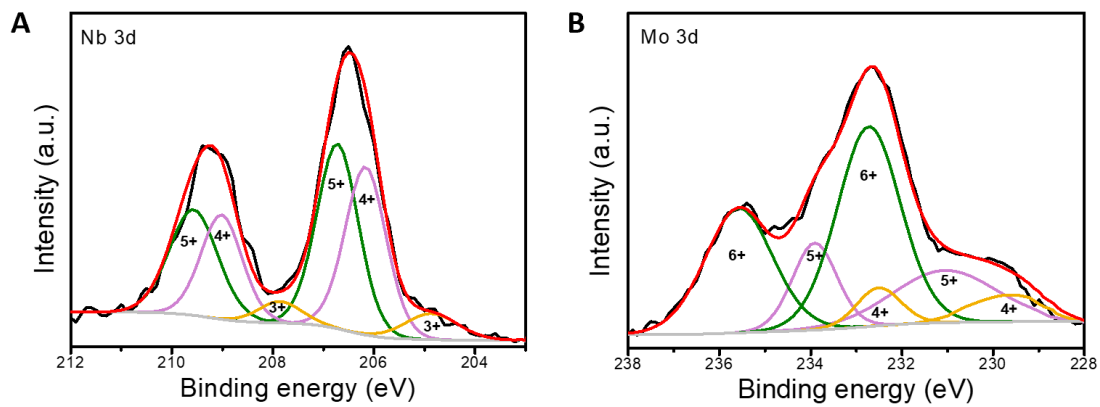 A
Nb 3d
Intensity (a.u.)
5+
4+
3+
5+
4+
3+
212
210
208
206
204
Binding energy (eV)
B
Mo 3d
Intensity (a.u.)
6+
5+
6+
4+
5+
4+
238
236
234
232
230
228
Binding energy (eV)